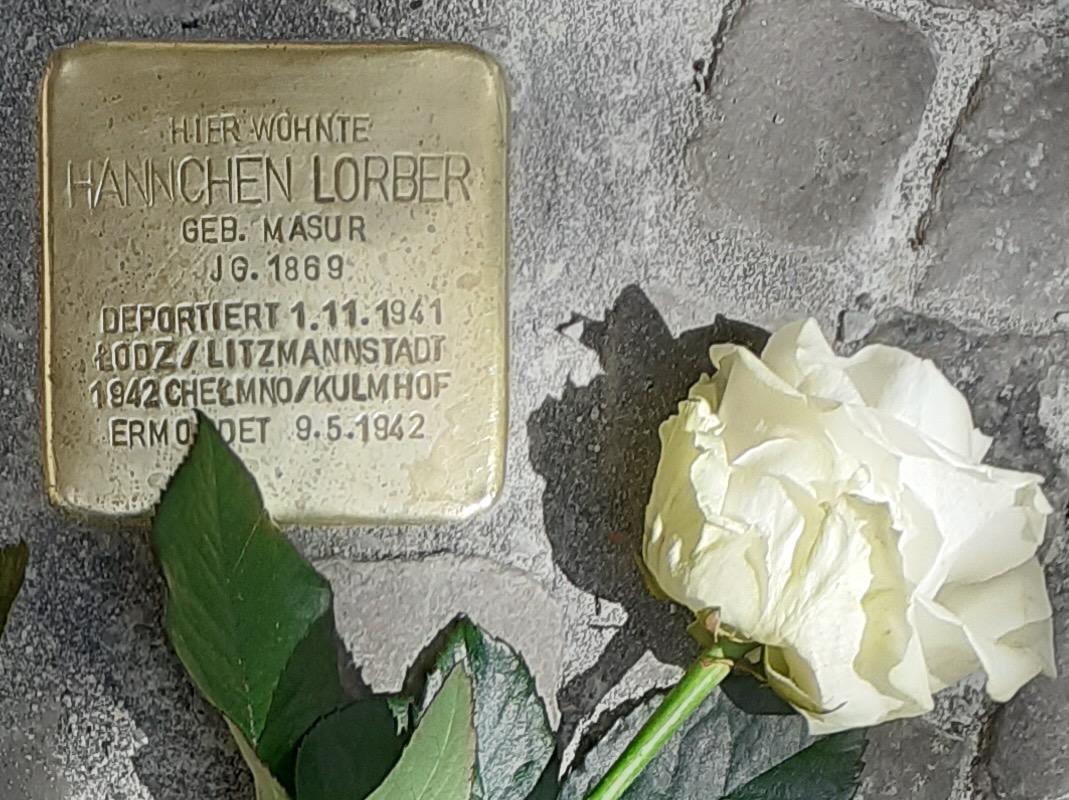 HIER WOHNTE
HANNCHEN LORBER
GEB. MASUR
JG. 1869
DEPORTIERT 1.11.1941
ŁODZ/LITZMANNSTADT
1942 CHEŁMNO/KULMHOF
ERMORDET 9.5.1942